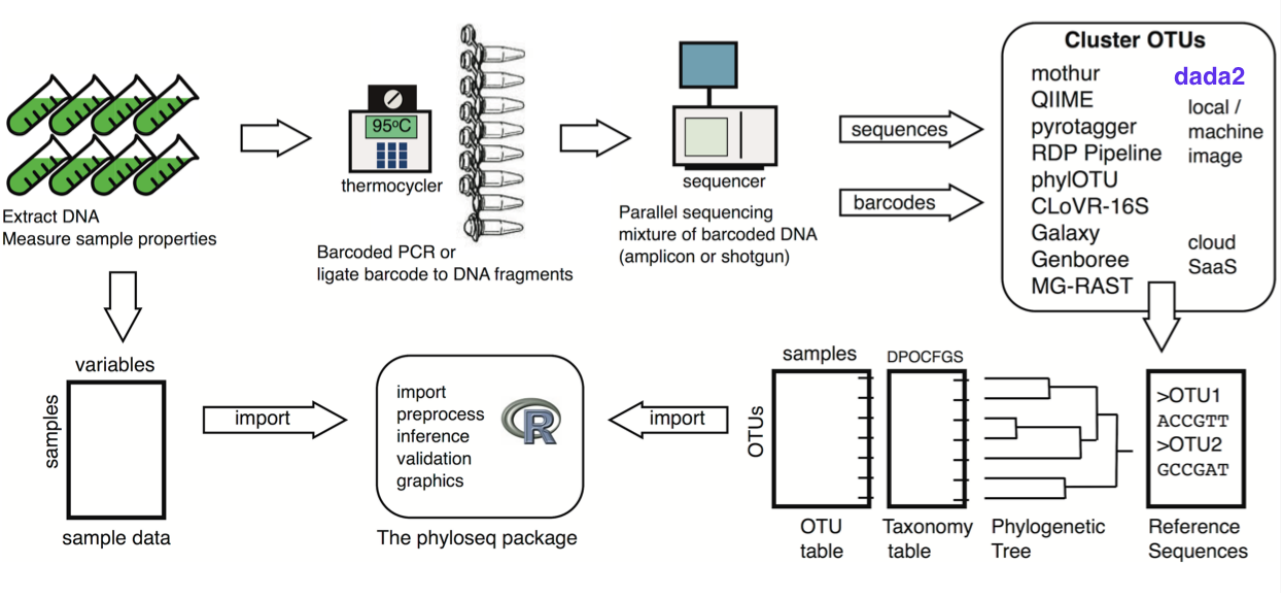 Extract DNA
Measure sample properties
95°C
thermocycler
Barcoded PCR or
ligate barcode to DNA fragments
sequencer
Parallel sequencing
mixture of barcoded DNA
(amplicon or shotgun)
sequences
barcodes
Cluster OTUs
mothur
QIIME
pyrotagger
RDP Pipeline
phylOTU
CLoVR-16S
Galaxy
Genboree
MG-RAST
dada2
local /
machine
image
cloud
SaaS
variables
samples
sample data
import
import
preprocess
inference
validation
graphics
R
The phyloseq package
import
samples
OTUs
OTU
table
DPOCFGS
Taxonomy
table
Phylogenetic
Tree
>OTU1
ACCGTT
>OTU2
GCCGAT
Reference
Sequences